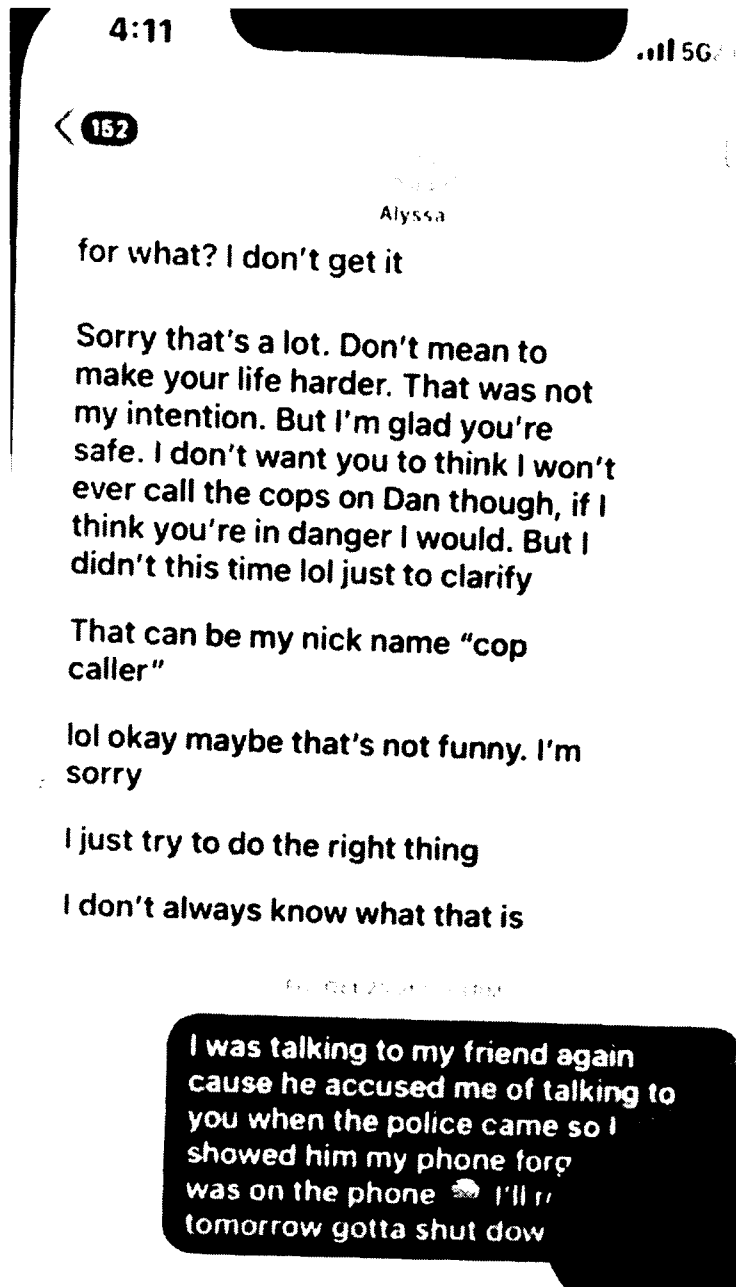 4:11
5G
152
Alyssa
for what? I don't get it
Sorry that's a lot. Don't mean to
make your life harder. That was not
my intention. But I'm glad you're
safe. I don't want you to think I won't
ever call the cops on Dan though, if I
think you're in danger I would. But I
didn't this time lol just to clarify
That can be my nick name “cop
caller”
lol okay maybe that's not funny. I'm
sorry
I just try to do the right thing
I don't always know what that is
Oct
I was talking to my friend again
cause he accused me of talking to
you when the police came so I
showed him my phone
was on the phone I'll
tomorrow gotta shut